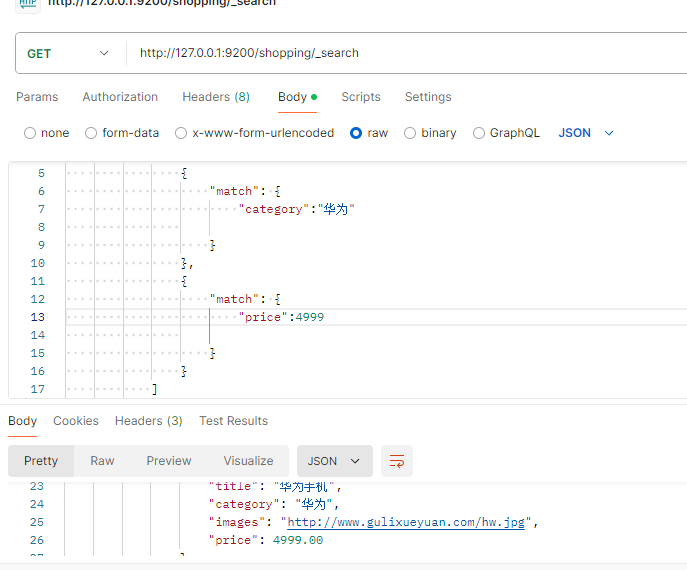 HTTP http://127.0.0.1:9200/shopping/_search
GET http://127.0.0.1:9200/shopping/_search
Params Authorization Headers (8) Body Scripts Settings
none form-data x-www-form-urlencoded raw binary GraphQL JSON
5 {
6 "match": {
7 "category":"华为"
8
9 }
10 },
11 {
12 "match": {
13 "price":4999
14
15 }
16 }
17 ]
Body Cookies Headers (3) Test Results
Pretty Raw Preview Visualize JSON
23 "title": "华为手机",
24 "category": "华为",
25 "images": "http://www.gulixueyuan.com/hw.jpg",
26 "price": 4999.00